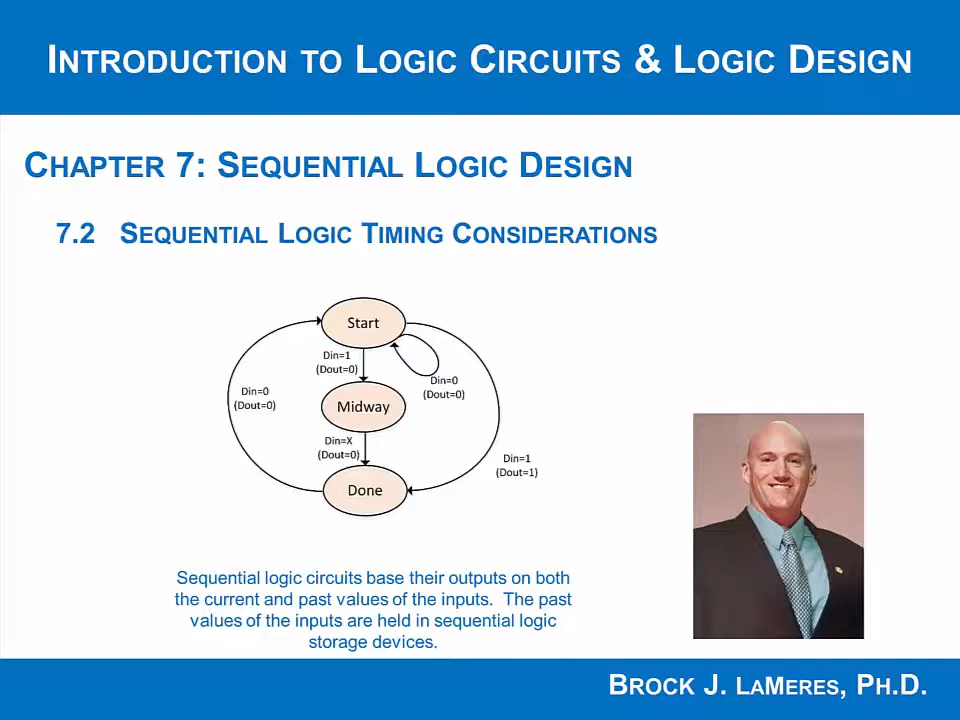 INTRODUCTION TO LOGIC CIRCUITS & LOGIC DESIGN
CHAPTER 7: SEQUENTIAL LOGIC DESIGN
7.2 SEQUENTIAL LOGIC TIMING CONSIDERATIONS
Start
Din=1
(Dout=0)
Din=0
(Dout=0)
Din=0
(Dout=0)
Midway
Din=X
(Dout=0)
Din=1
(Dout=1)
Done
Sequential logic circuits base their outputs on both
the current and past values of the inputs. The past
values of the inputs are held in sequential logic
storage devices.
BROCK J. LAMERES, PH.D.